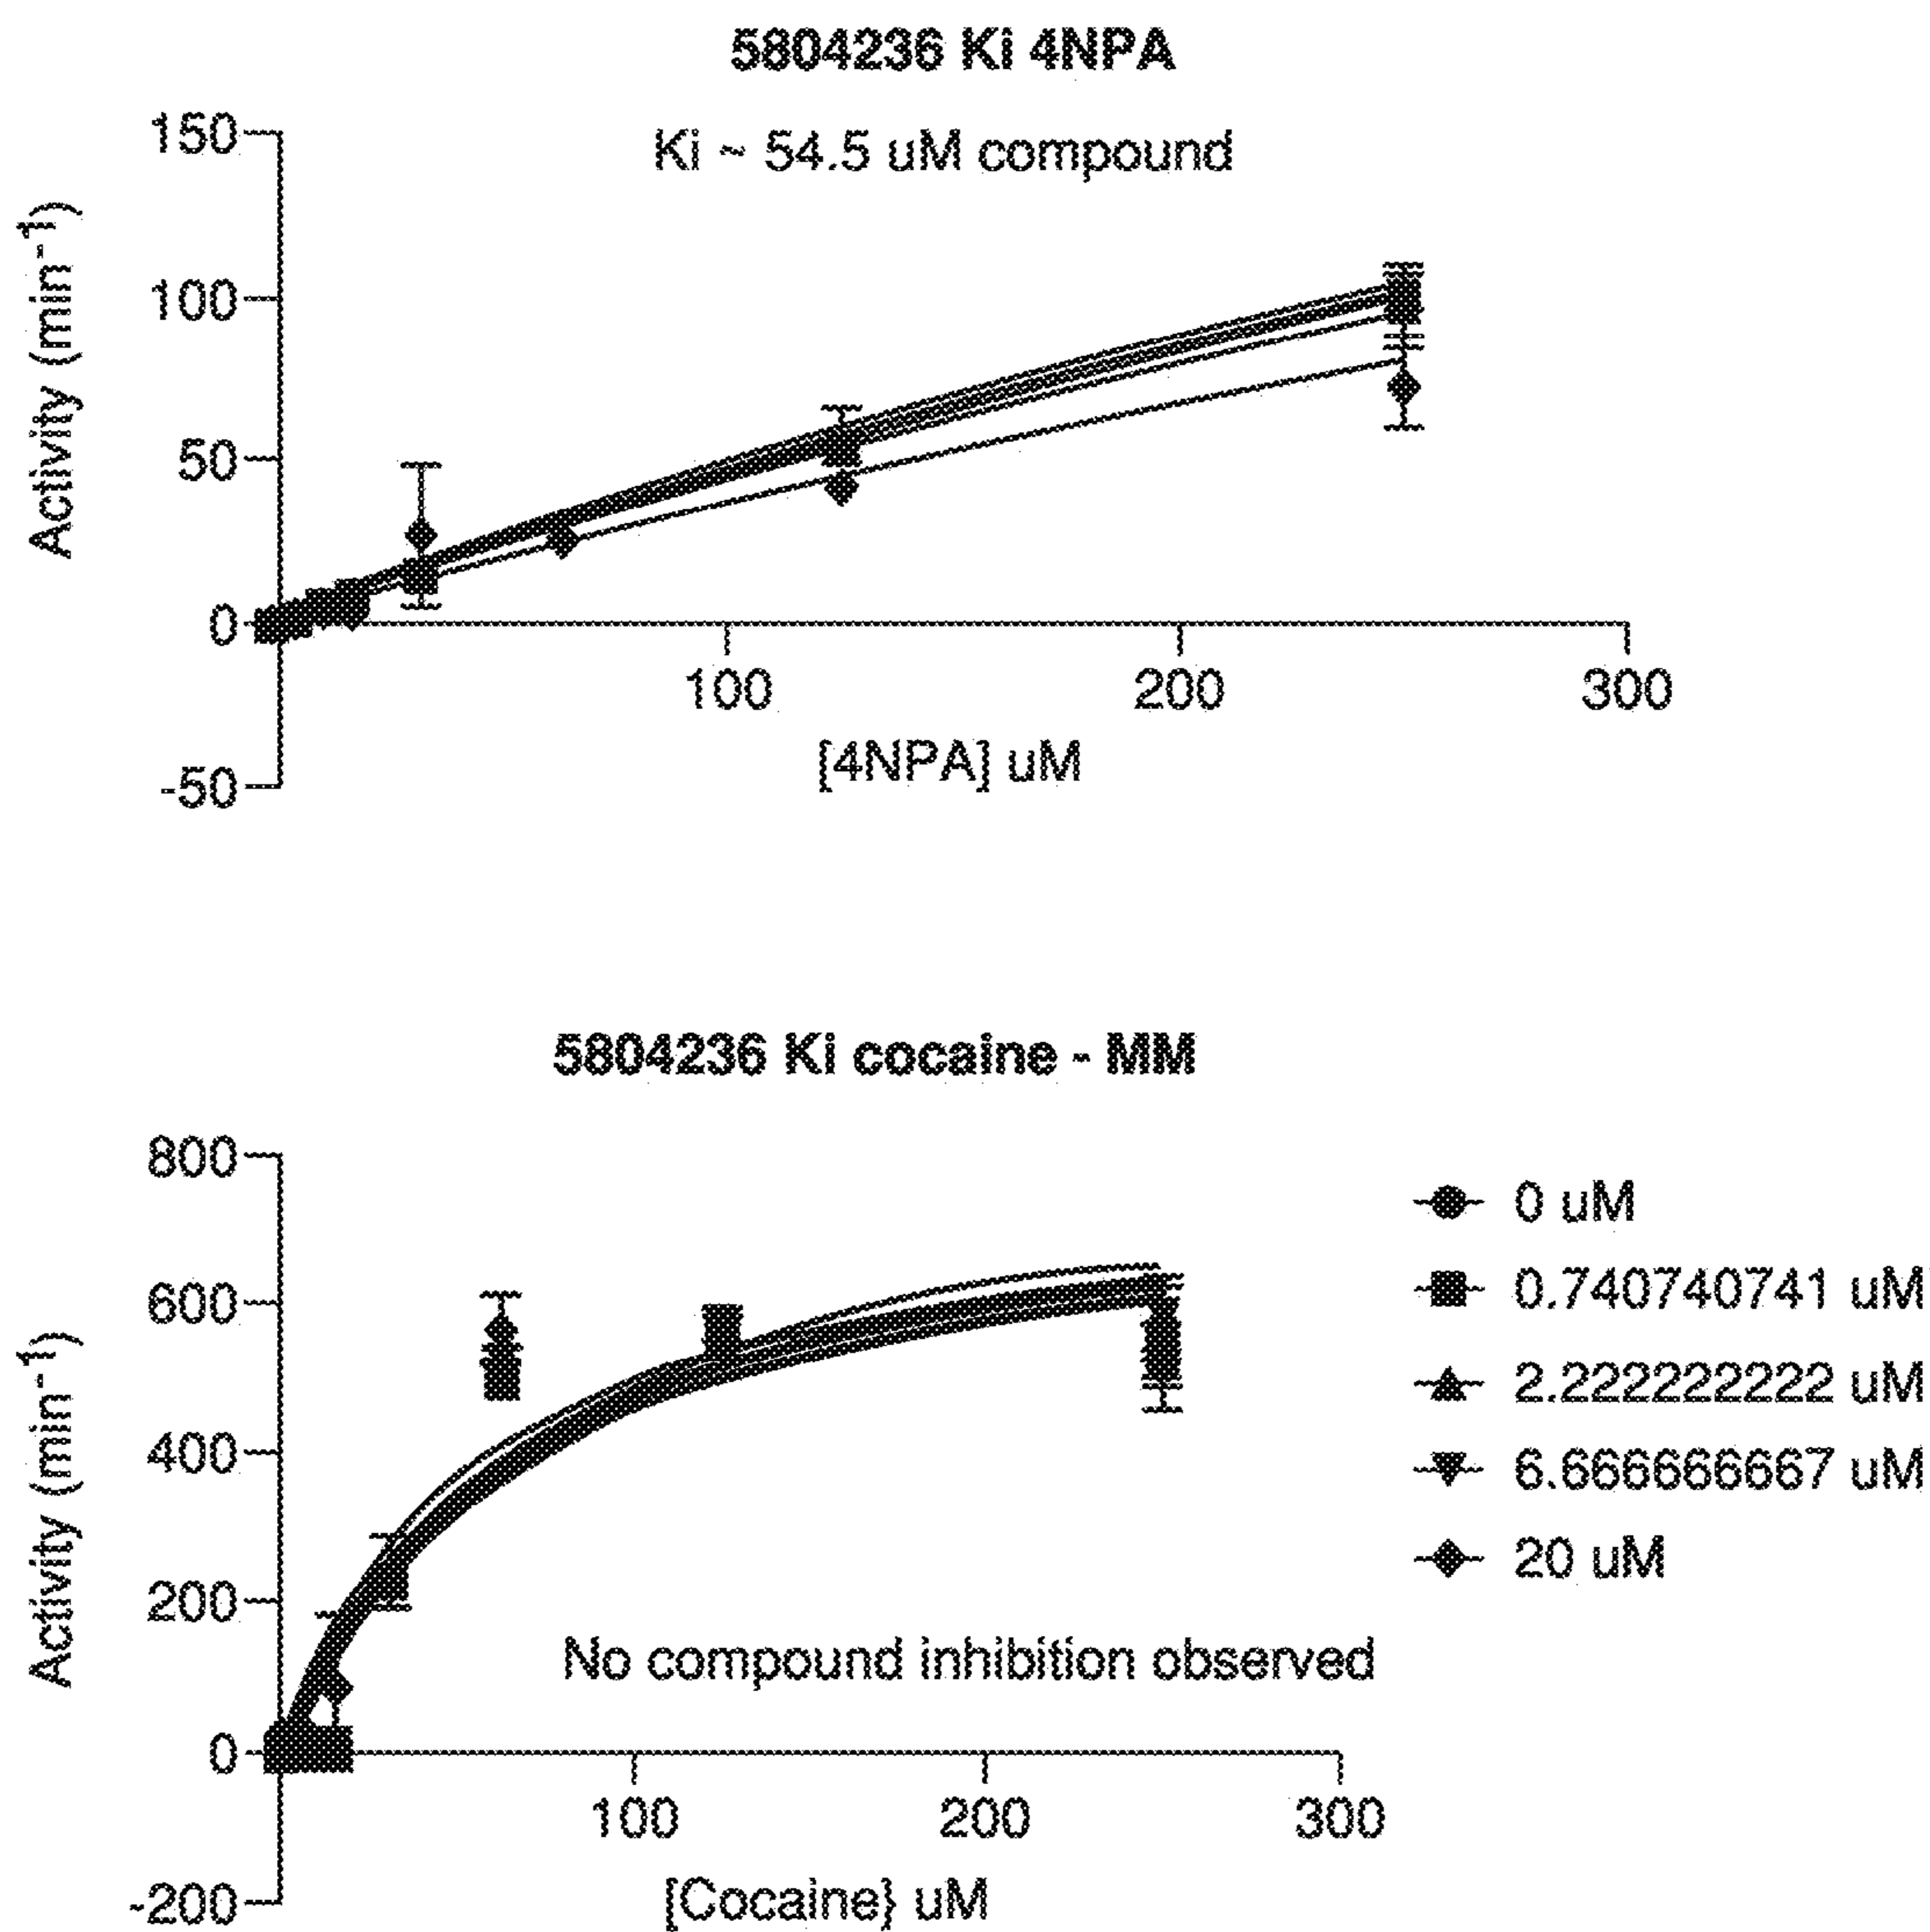 5804236 Ki 4NPA
Ki ~ 54.5 uM compound
150
100
50
0
-50
Activity (min⁻¹)
100
200
300
[4NPA] uM
5804236 Ki cocaine - MM
800
600
400
200
0
-200
Activity (min⁻¹)
0 uM
0.740740741 uM
2.222222222 uM
6.666666667 uM
20 uM
No compound inhibition observed
100
200
300
[Cocaine} uM